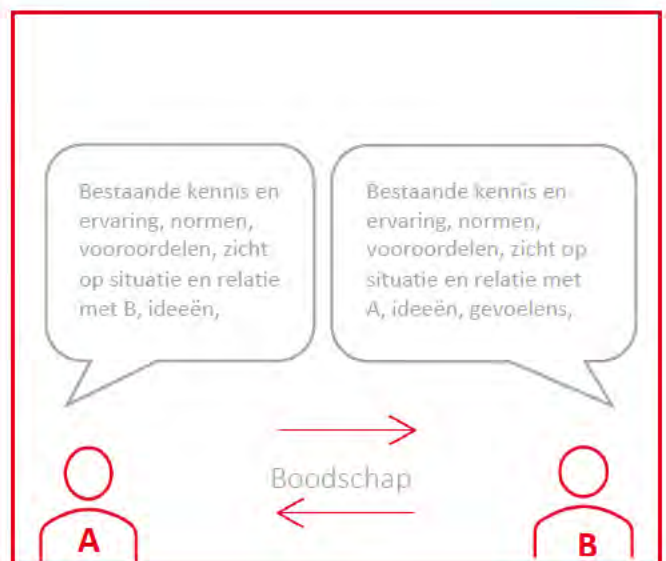 Bestaande kennis en
ervaring, normen,
vooroordelen, zicht
op situatie en relatie
met B, ideeën,
Bestaande kennis en
ervaring, normen,
vooroordelen, zicht op
situatie en relatie met
A, ideeën, gevoelens,
Boodschap
A
B